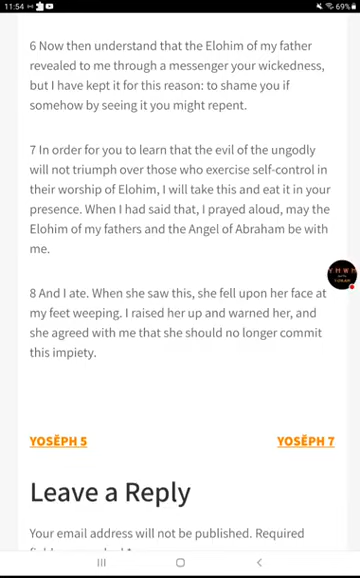 11:54
69%
6 Now then understand that the Elohim of my father
revealed to me through a messenger your wickedness,
but I have kept it for this reason: to shame you if
somehow by seeing it you might repent.
7 In order for you to learn that the evil of the ungodly
will not triumph over those who exercise self-control in
their worship of Elohim, I will take this and eat it in your
presence. When I had said that, I prayed aloud, may the
Elohim of my fathers and the Angel of Abraham be with
me.
Y M W M
8 And I ate. When she saw this, she fell upon her face at
my feet weeping. I raised her up and warned her, and
she agreed with me that she should no longer commit
this impiety.
YOSĚPH 5
YOSĚPH 7
Leave a Reply
Your email address will not be published. Required